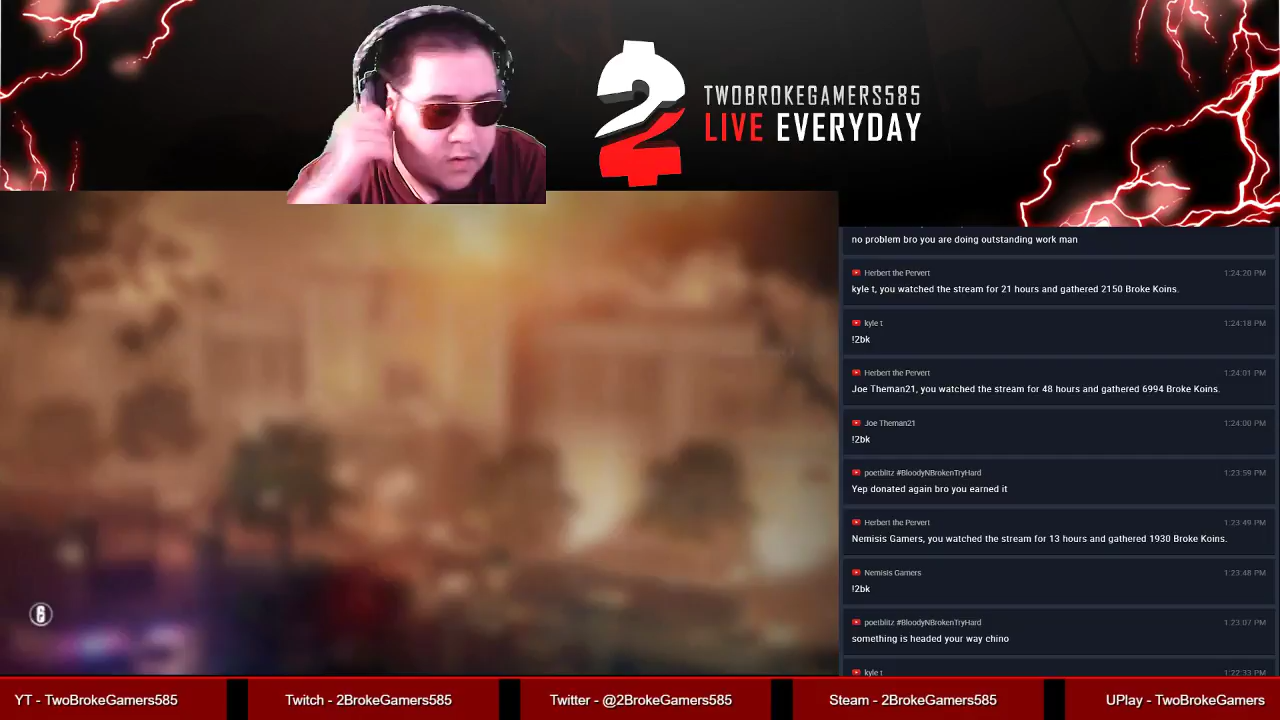 TWOBROKEGAMERS585
LIVE EVERYDAY
no problem bro you are doing outstanding work man
Herbert the Pervert 1:24:20 PM
kyle t, you watched the stream for 21 hours and gathered 2150 Broke Koins.
kyle t 1:24:18 PM
!2bk
Herbert the Pervert 1:24:01 PM
Joe Theman21, you watched the stream for 48 hours and gathered 6994 Broke Koins.
Joe Theman21 1:24:00 PM
!2bk
poetblitz #BloodyNBrokenTryHard 1:23:59 PM
Yep donated again bro you earned it
Herbert the Pervert 1:23:49 PM
Nemisis Gamers, you watched the stream for 13 hours and gathered 1930 Broke Koins.
Nemisis Gamers 1:23:48 PM
!2bk
poetblitz #BloodyNBrokenTryHard 1:23:07 PM
something is headed your way chino
kyle t 1:22:33 PM
YT - TwoBrokeGamers585
Twitch - 2BrokeGamers585
Twitter - @2BrokeGamers585
Steam - 2BrokeGamers585
UPlay - TwoBrokeGamers